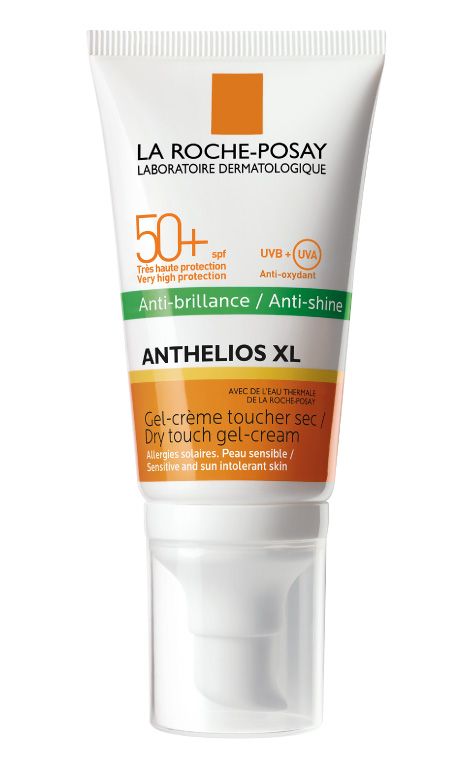 LA ROCHE-POSAY
LABORATOIRE DERMATOLOGIQUE
50+ spf
Très haute protection
Very high protection
UVB + UVA
Anti-oxydant
Anti-brillance / Anti-shine
ANTHELIOS XL
AVEC DE L'EAU THERMALE
DE LA ROCHE-POSAY
Gel-crème toucher sec /
Dry touch gel-cream
Allergies solaires. Peau sensible /
Sensitive and sun intolerant skin